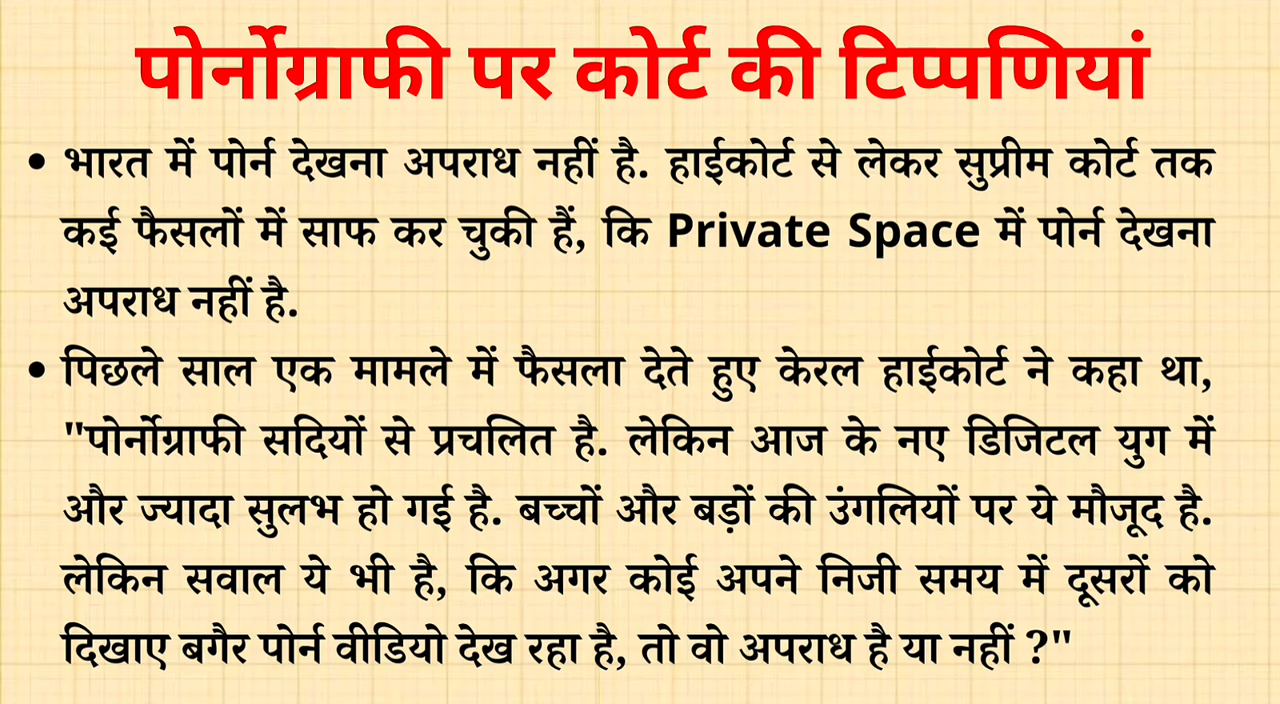 पोर्नोग्राफी पर कोर्ट की टिप्पणियां
• भारत में पोर्न देखना अपराध नहीं है. हाईकोर्ट से लेकर सुप्रीम कोर्ट तक
कई फैसलों में साफ कर चुकी हैं, कि Private Space में पोर्न देखना
अपराध नहीं है.
• पिछले साल एक मामले में फैसला देते हुए केरल हाईकोर्ट ने कहा था,
"पोर्नोग्राफी सदियों से प्रचलित है. लेकिन आज के नए डिजिटल युग में
और ज्यादा सुलभ हो गई है. बच्चों और बड़ों की उंगलियों पर ये मौजूद है.
लेकिन सवाल ये भी है, कि अगर कोई अपने निजी समय में दूसरों को
दिखाए बगैर पोर्न वीडियो देख रहा है, तो वो अपराध है या नहीं ?"